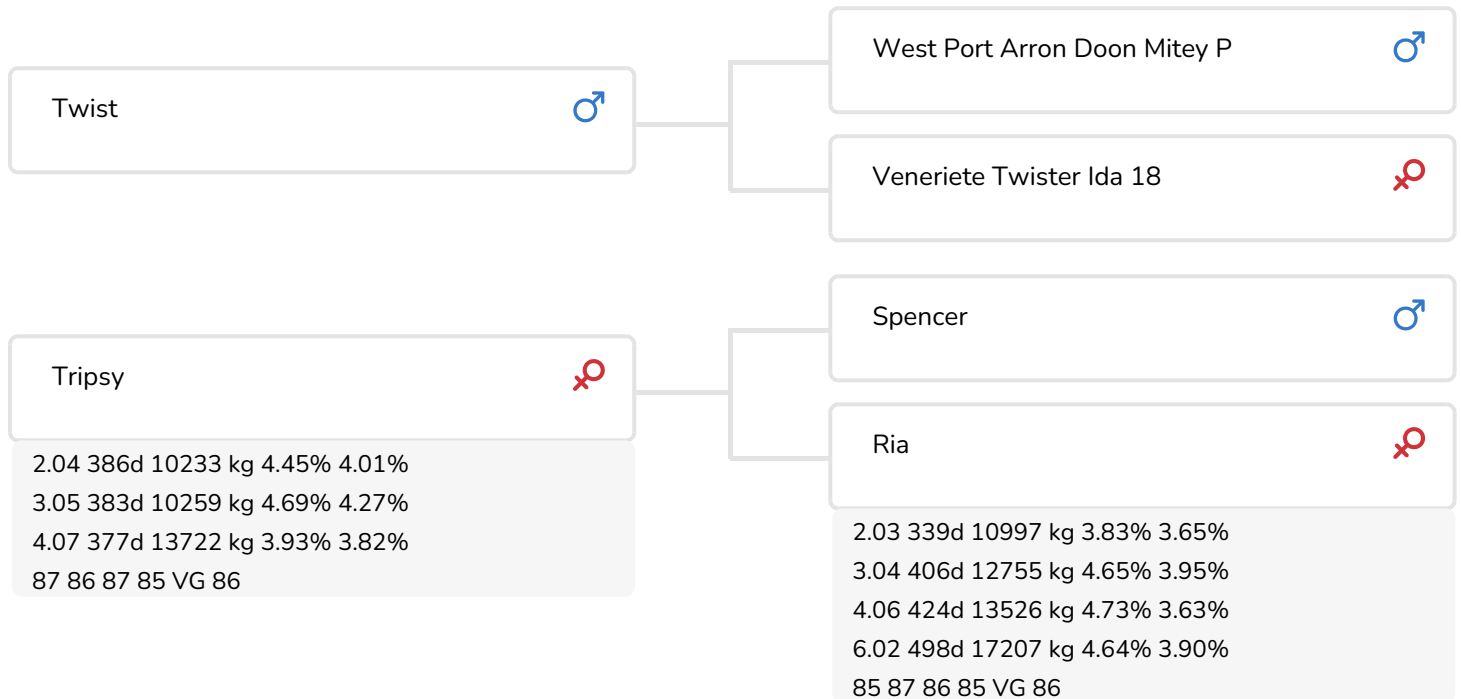 Twist
West Port Arron Doon Mitey P
Veneriete Twister Ida 18
Tripsy
2.04 386d 10233 kg 4.45% 4.01%
3.05 383d 10259 kg 4.69% 4.27%
4.07 377d 13722 kg 3.93% 3.82%
87 86 87 85 VG 86
Spencer
Ria
2.03 339d 10997 kg 3.83% 3.65%
3.04 406d 12755 kg 4.65% 3.95%
4.06 424d 13526 kg 4.73% 3.63%
6.02 498d 17207 kg 4.64% 3.90%
85 87 86 85 VG 86